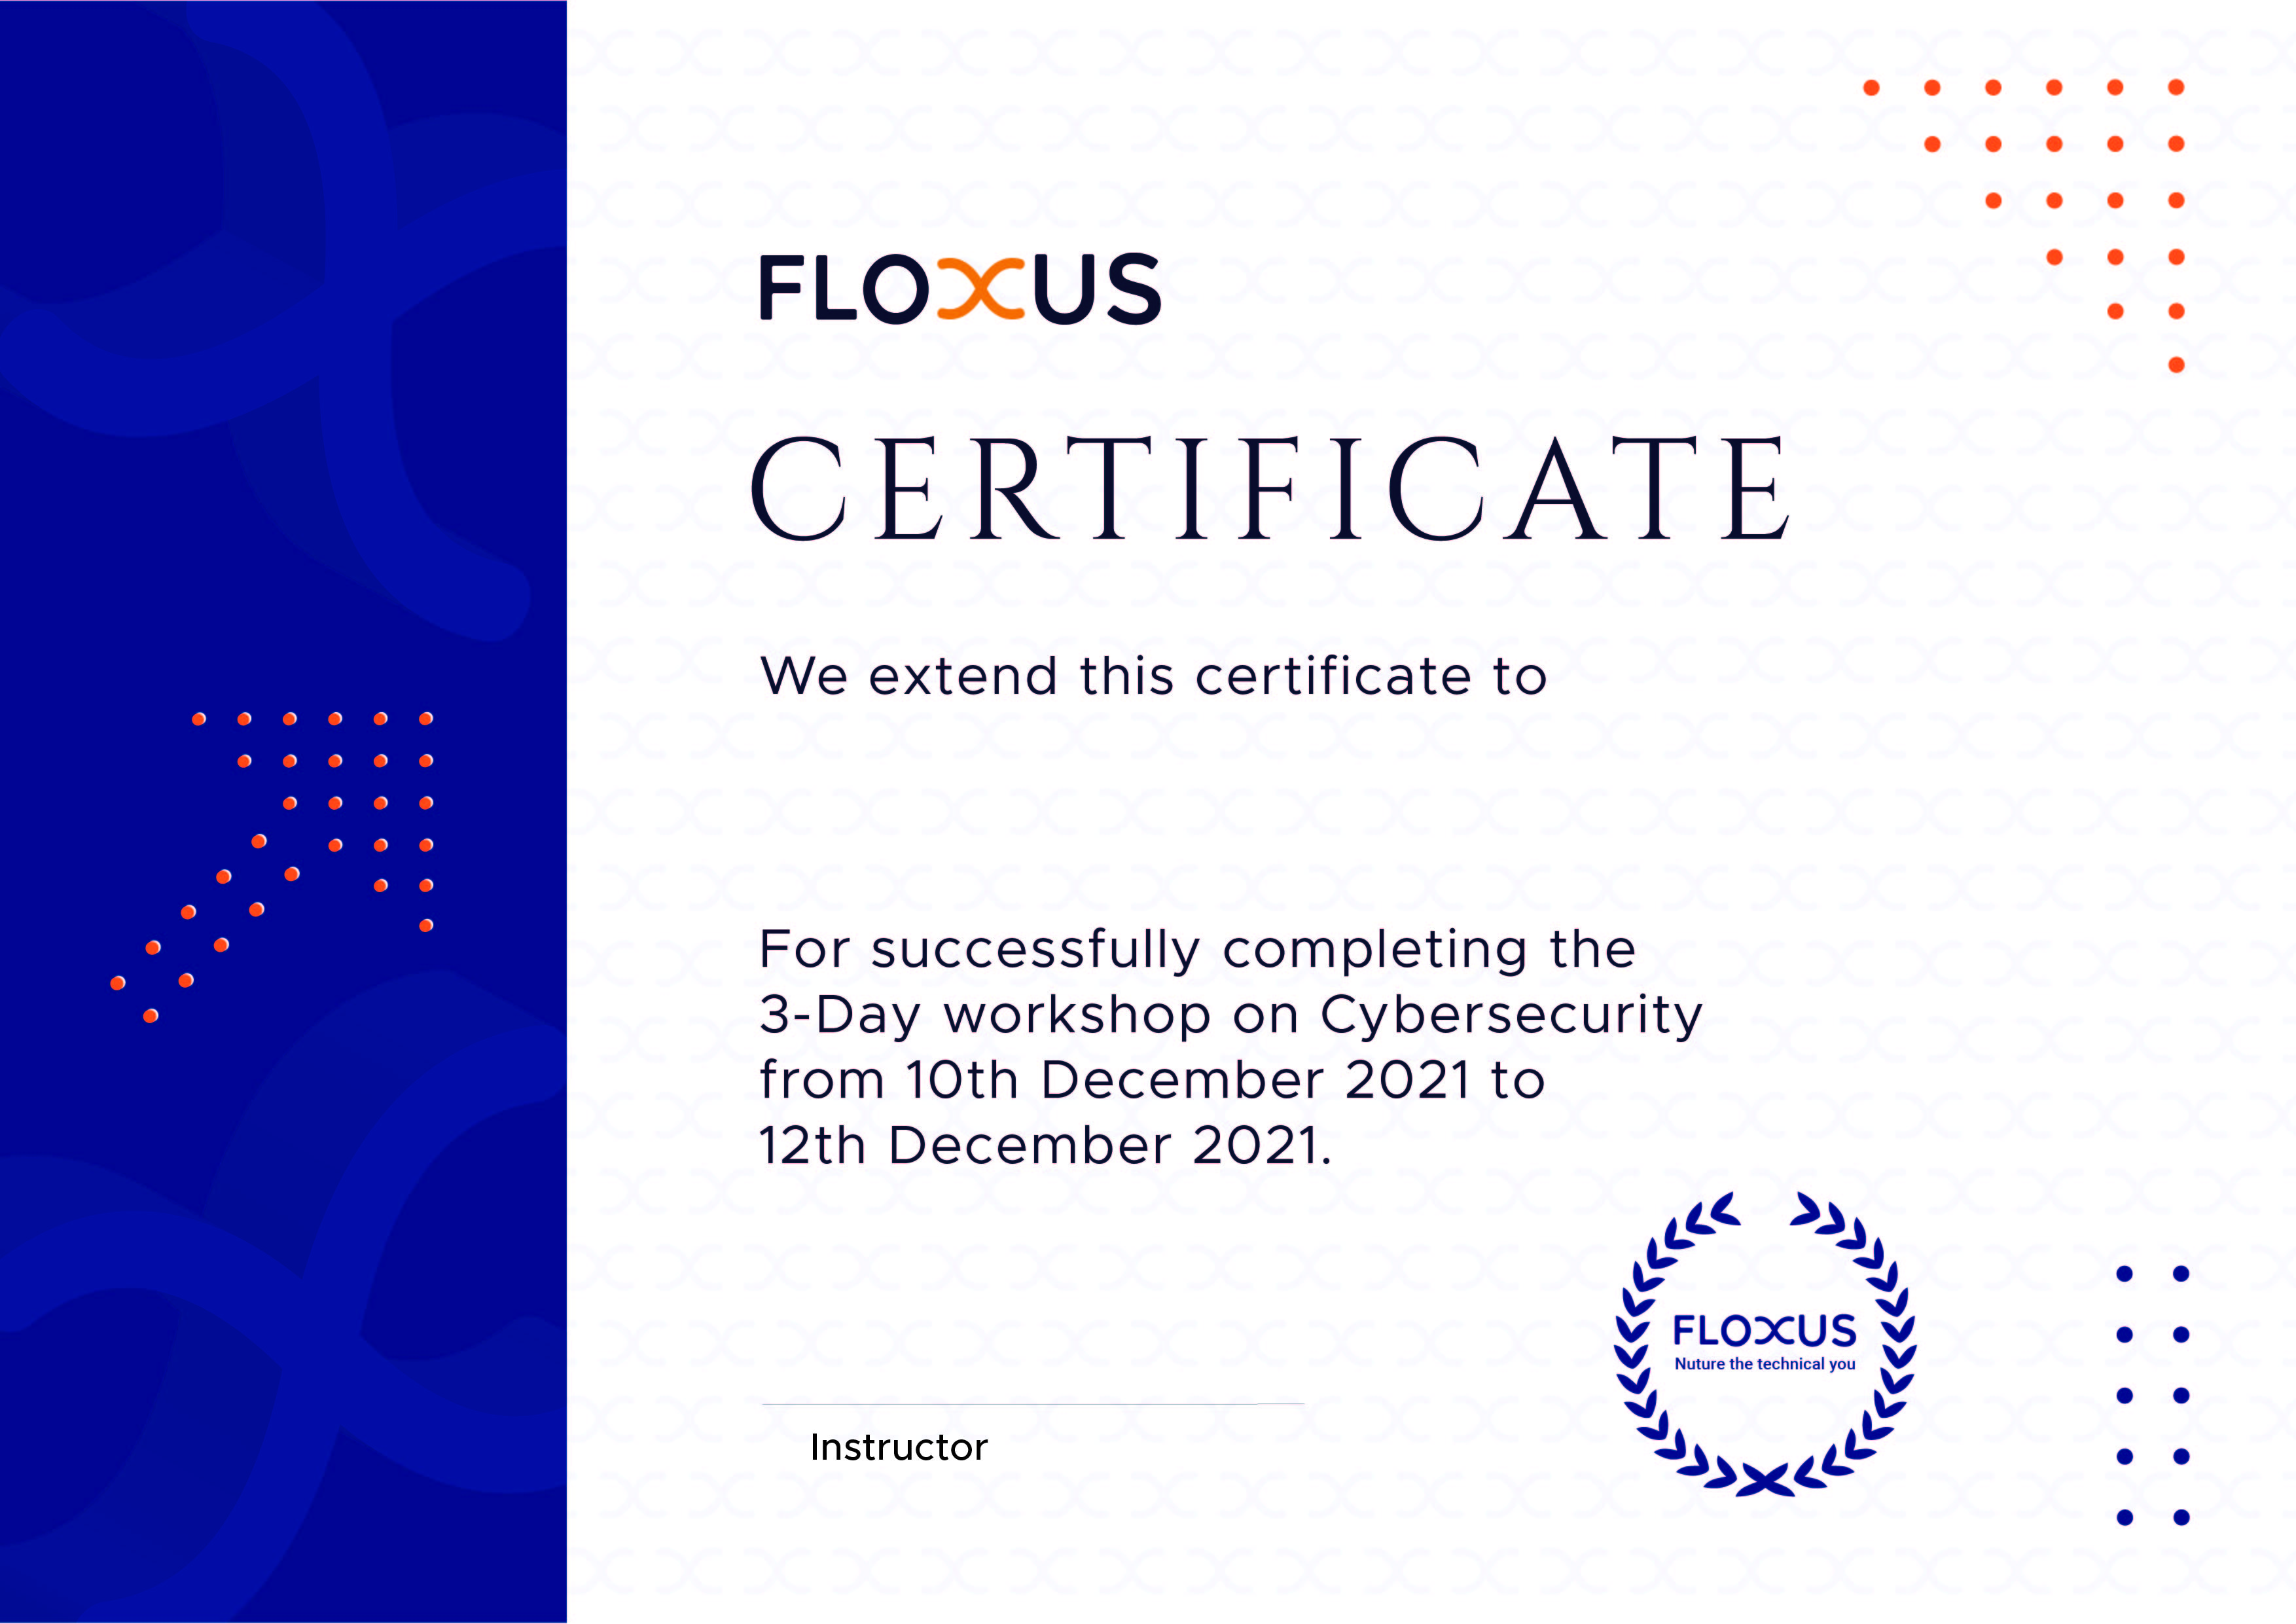 FLOXUS
CERTIFICATE
We extend this certificate to
For successfully completing the
3-Day workshop on Cybersecurity
from 10th December 2021 to
12th December 2021.
FLOXUS
Nuture the technical you
Instructor